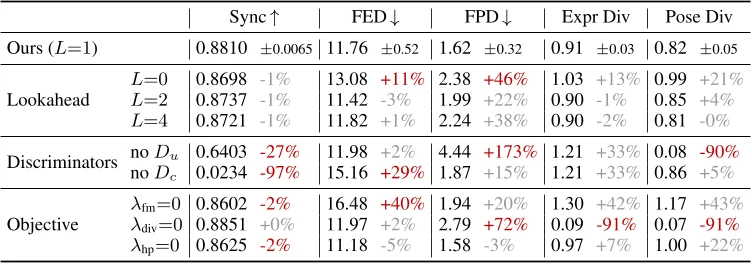 Sync↑ FED↓ FPD↓ Expr Div Pose Div
Ours (L=1) 0.8810 ±0.0065 11.76 ±0.52 1.62 ±0.32 0.91 ±0.03 0.82 ±0.05
Lookahead L=0 0.8698 -1% 13.08 +11% 2.38 +46% 1.03 +13% 0.99 +21%
L=2 0.8737 -1% 11.42 -3% 1.99 +22% 0.90 -1% 0.85 +4%
L=4 0.8721 -1% 11.82 +1% 2.24 +38% 0.90 -2% 0.81 -0%
Discriminators no Dᵤ 0.6403 -27% 11.98 +2% 4.44 +173% 1.21 +33% 0.08 -90%
no D_c 0.0234 -97% 15.16 +29% 1.87 +15% 1.21 +33% 0.86 +5%
Objective λfm=0 0.8602 -2% 16.48 +40% 1.94 +20% 1.30 +42% 1.17 +43%
λdiv=0 0.8851 +0% 11.97 +2% 2.79 +72% 0.09 -91% 0.07 -91%
λhp=0 0.8625 -2% 11.18 -5% 1.58 -3% 0.97 +7% 1.00 +22%